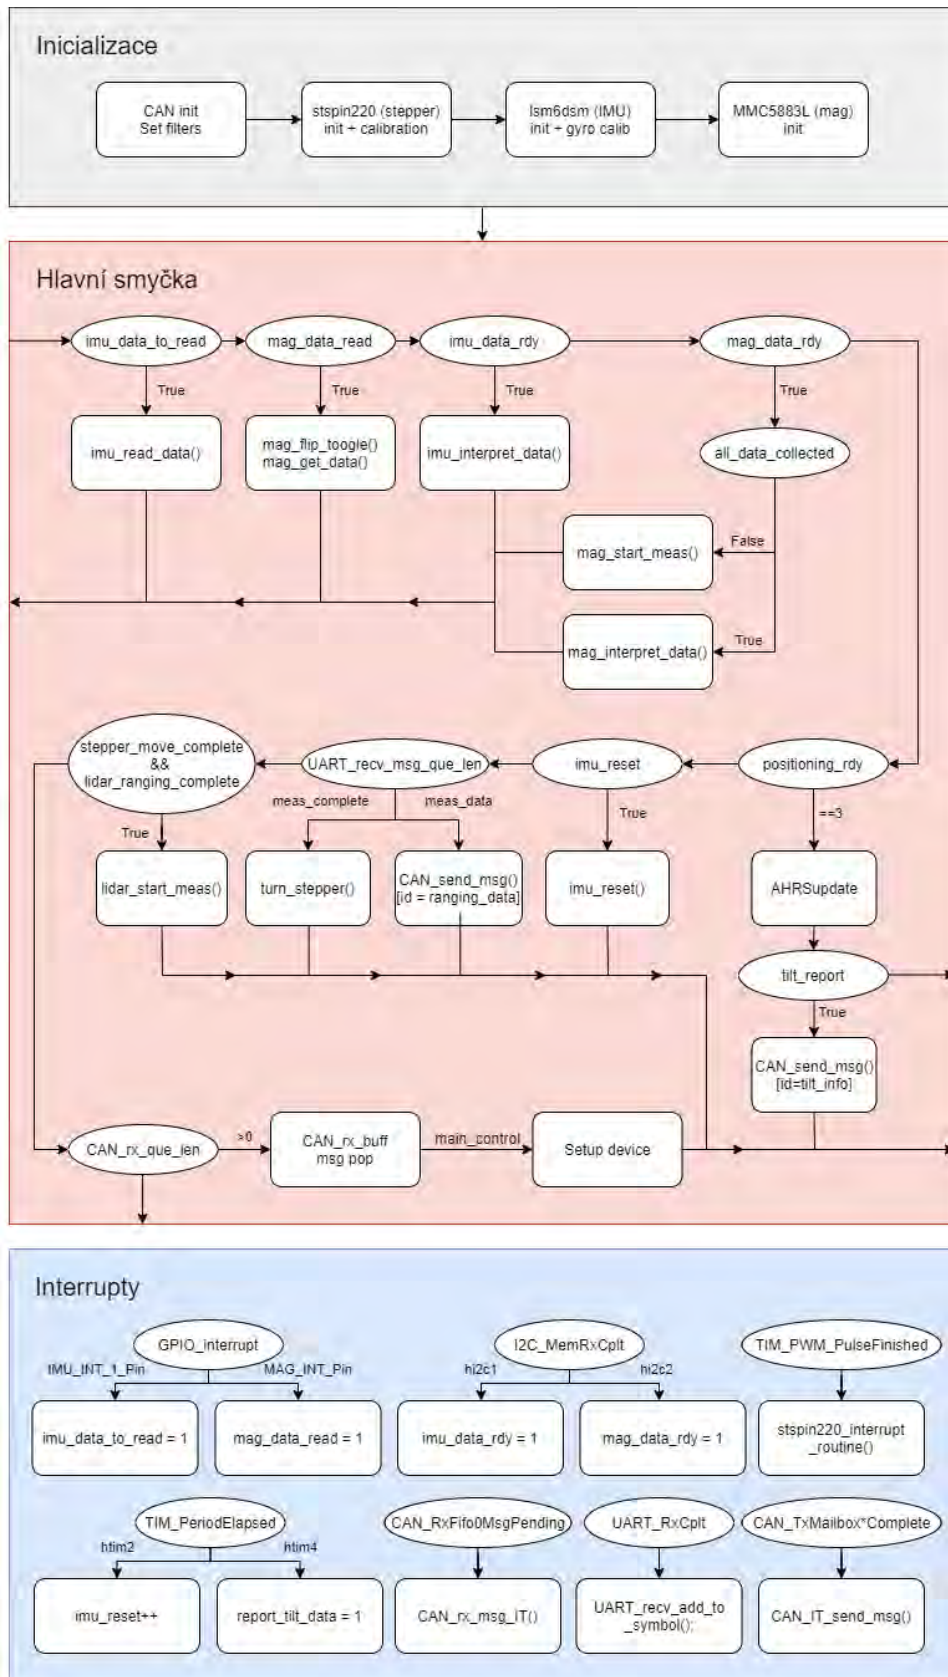 Inicializace
CAN init
Set filters
stspin220 (stepper)
init + calibration
lsm6dsm (IMU)
init + gyro calib
MMC5883L (mag)
init
Hlavní smyčka
imu_data_to_read
mag_data_read
imu_data_rdy
mag_data_rdy
True
True
True
True
imu_read_data()
mag_flip_toogle()
mag_get_data()
imu_interpret_data()
all_data_collected
mag_start_meas()
False
mag_interpret_data()
True
stepper_move_complete
&&
lidar_ranging_complete
UART_recv_msg_que_len
imu_reset
positioning_rdy
meas_complete
meas_data
True
==3
True
lidar_start_meas()
turn_stepper()
CAN_send_msg()
[id = ranging_data]
imu_reset()
AHRSupdate
tilt_report
True
CAN_send_msg()
[id=tilt_info]
CAN_rx_que_len
>0
CAN_rx_buff
msg pop
main_control
Setup device
Interrupty
GPIO_interrupt
I2C_MemRxCplt
TIM_PWM_PulseFinished
IMU_INT_1_Pin
MAG_INT_Pin
hi2c1
hi2c2
imu_data_to_read = 1
mag_data_read = 1
imu_data_rdy = 1
mag_data_rdy = 1
stspin220_interrupt
_routine()
TIM_PeriodElapsed
CAN_RxFifo0MsgPending
UART_RxCplt
CAN_TxMailbox*Complete
htim2
htim4
imu_reset++
report_tilt_data = 1
CAN_rx_msg_IT()
UART_recv_add_to
_symbol();
CAN_IT_send_msg()